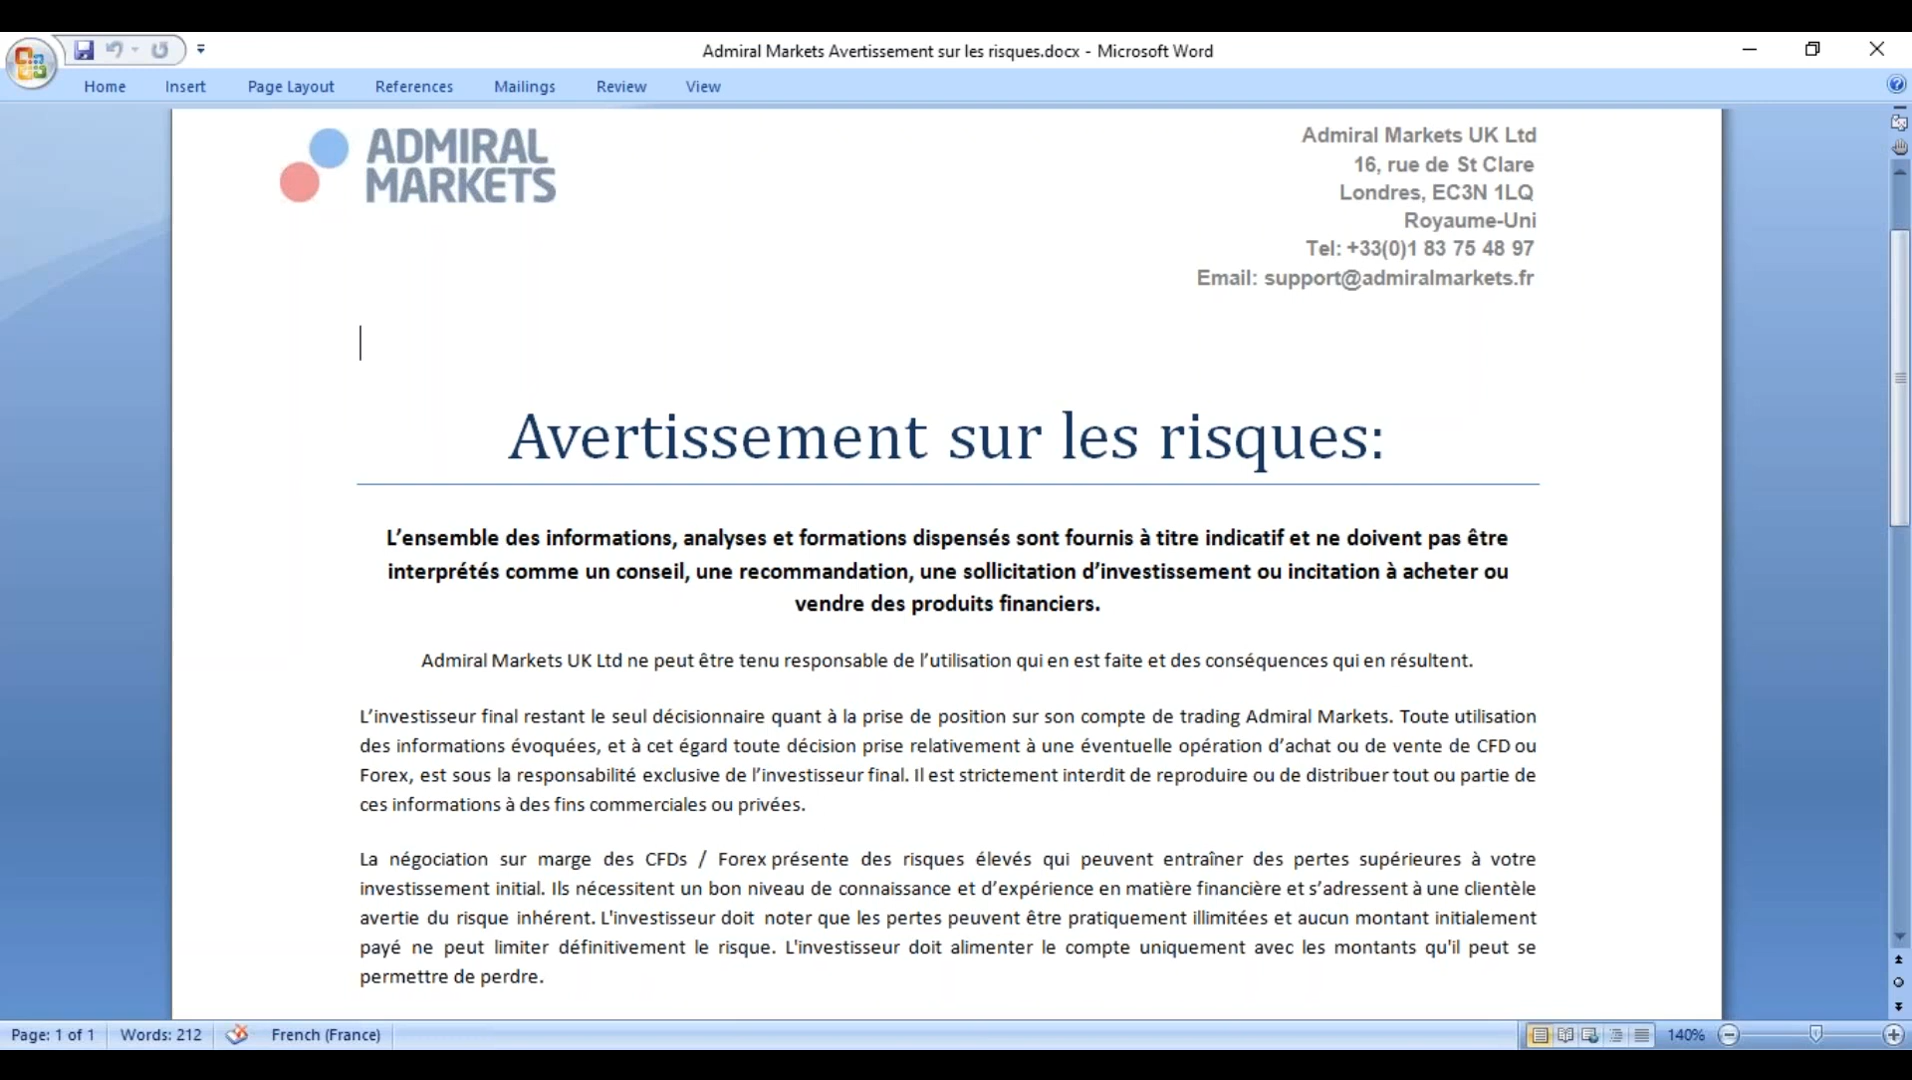 Admiral Markets Avertissement sur les risques.docx - Microsoft Word
Home Insert Page Layout References Mailings Review View
ADMIRAL
MARKETS
Admiral Markets UK Ltd
16, rue de St Clare
Londres, EC3N 1LQ
Royaume-Uni
Tel: +33(0)1 83 75 48 97
Email: support@admiralmarkets.fr
Avertissement sur les risques:
L’ensemble des informations, analyses et formations dispensés sont fournis à titre indicatif et ne doivent pas être
interprétés comme un conseil, une recommandation, une sollicitation d’investissement ou incitation à acheter ou
vendre des produits financiers.
Admiral Markets UK Ltd ne peut être tenu responsable de l’utilisation qui en est faite et des conséquences qui en résultent.
L’investisseur final restant le seul décisionnaire quant à la prise de position sur son compte de trading Admiral Markets. Toute utilisation
des informations évoquées, et à cet égard toute décision prise relativement à une éventuelle opération d’achat ou de vente de CFD ou
Forex, est sous la responsabilité exclusive de l’investisseur final. Il est strictement interdit de reproduire ou de distribuer tout ou partie de
ces informations à des fins commerciales ou privées.
La négociation sur marge des CFDs / Forex présente des risques élevés qui peuvent entraîner des pertes supérieures à votre
investissement initial. Ils nécessitent un bon niveau de connaissance et d’expérience en matière financière et s’adressent à une clientèle
avertie du risque inhérent. L'investisseur doit noter que les pertes peuvent être pratiquement illimitées et aucun montant initialement
payé ne peut limiter définitivement le risque. L'investisseur doit alimenter le compte uniquement avec les montants qu'il peut se
permettre de perdre.
Page: 1 of 1 Words: 212 French (France) 140%